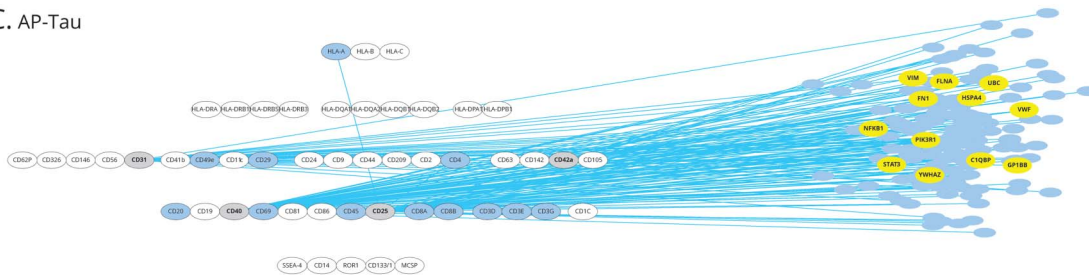 C. AP-Tau
HLA-A HLA-B HLA-C
HLA-DRA HLA-DRB1 HLA-DRB5 HLA-DRB3 HLA-DQA1 HLA-DQA2 HLA-DQB1 HLA-DQB2 HLA-DPA1 HLA-DPB1
CD62P CD326 CD146 CD56 CD31 CD41b CD49e CD11c CD29 CD24 CD9 CD44 CD209 CD2 CD4 CD63 CD142 CD42a CD105
CD20 CD19 CD40 CD69 CD81 CD86 CD45 CD25 CD8A CD8B CD3D CD3E CD3G CD1C
SSEA-4 CD14 ROR1 CD133/1 MCSP
VIM FLNA UBC
FN1 HSPA4
VWF
NFKB1
PIK3R1
STAT3 C1QBP GP1BB
YWHAZ